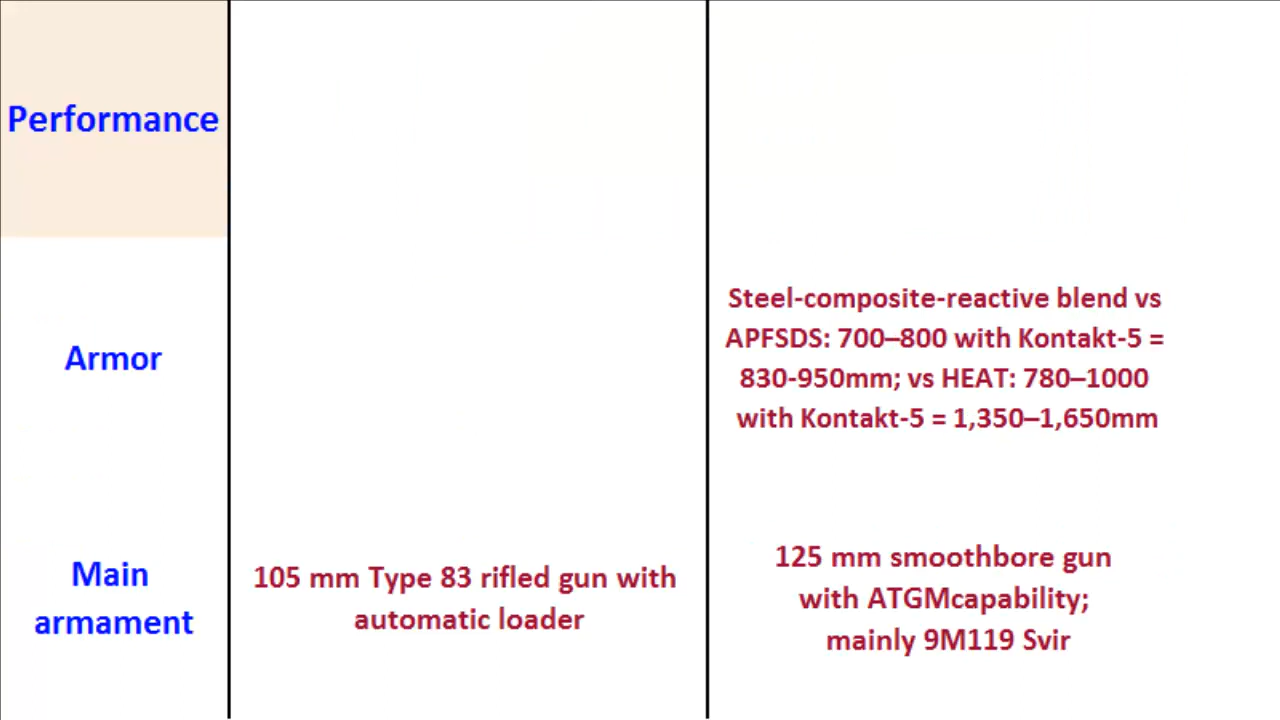 Performance
Armor
Steel-composite-reactive blend vs
APFSDS: 700–800 with Kontakt-5 =
830-950mm; vs HEAT: 780–1000
with Kontakt-5 = 1,350–1,650mm
Main
armament
105 mm Type 83 rifled gun with
automatic loader
125 mm smoothbore gun
with ATGMcapability;
mainly 9M119 Svir